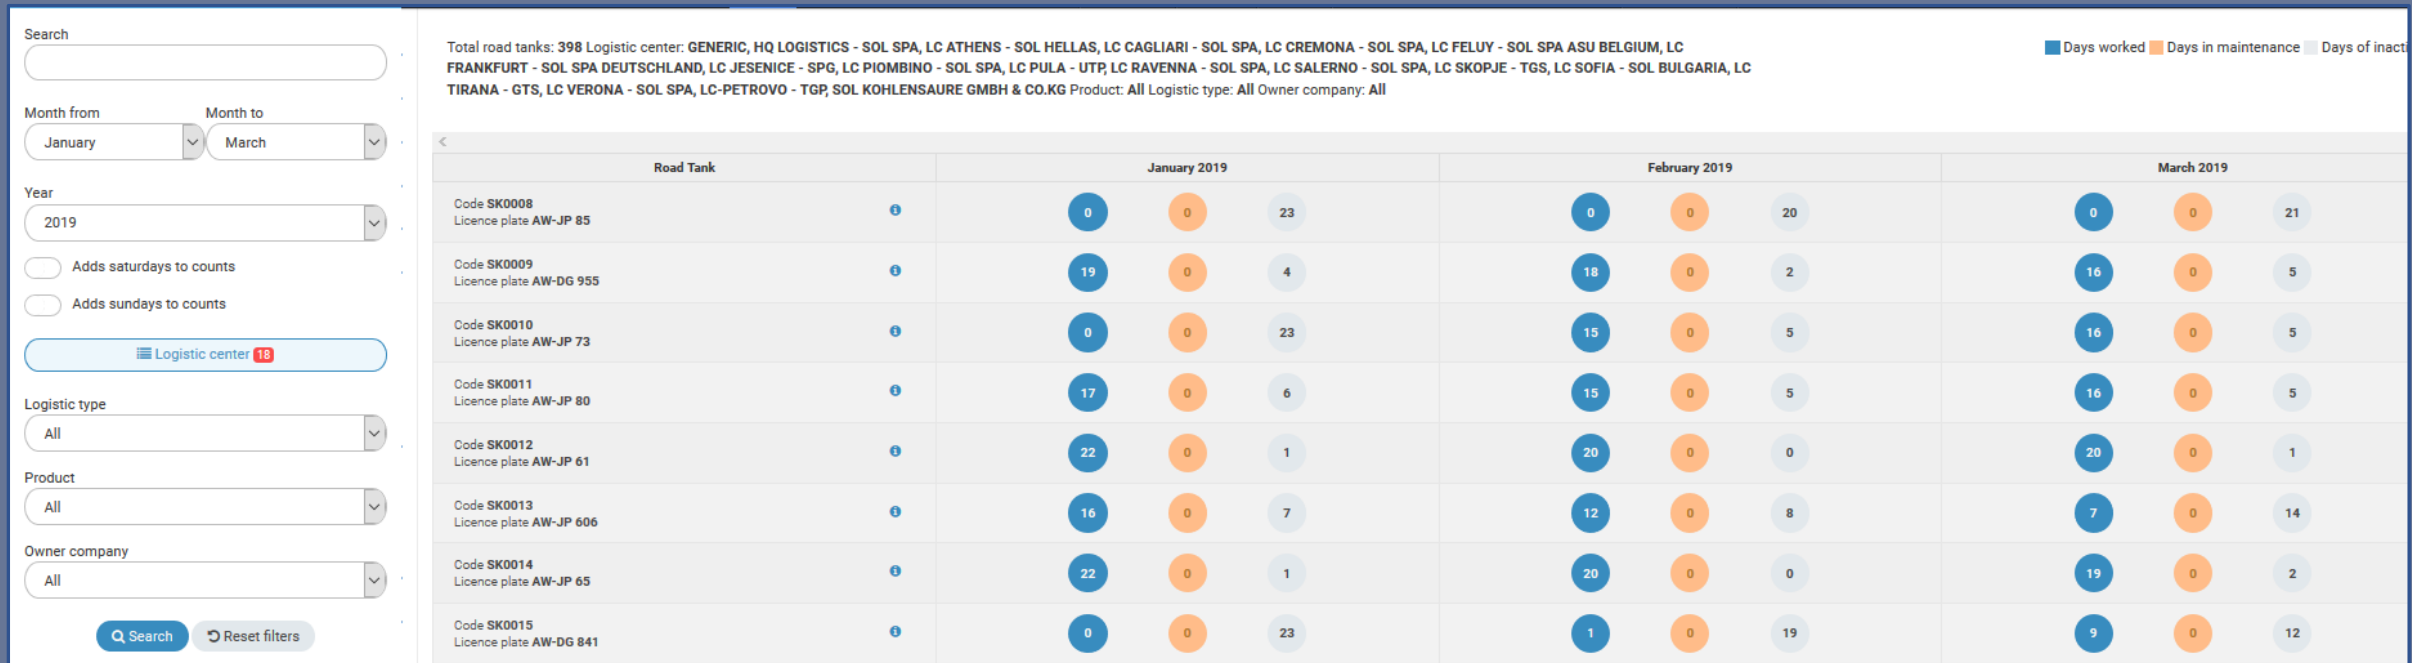 Search
Month from Month to
January March
Year
2019
Adds saturdays to counts
Adds sundays to counts
Logistic center 18
Logistic type
All
Product
All
Owner company
All
Search Reset filters
Total road tanks: 398 Logistic center: GENERIC, HQ LOGISTICS - SOL SPA, LC ATHENS - SOL HELLAS, LC CAGLIARI - SOL SPA, LC CREMONA - SOL SPA, LC FELUY - SOL SPA ASU BELGIUM, LC
FRANKFURT - SOL SPA DEUTSCHLAND, LC JESENICE - SPG, LC PIOMBINO - SOL SPA, LC PULA - UTP, LC RAVENNA - SOL SPA, LC SALERNO - SOL SPA, LC SKOPJE - TGS, LC SOFIA - SOL BULGARIA, LC
TIRANA - GTS, LC VERONA - SOL SPA, LC-PETROVO - TGP, SOL KOHLENSAURE GMBH & CO.KG Product: All Logistic type: All Owner company: All
Days worked Days in maintenance Days of inacti
Road Tank January 2019 February 2019 March 2019
Code SK0008
Licence plate AW-JP 85
0 0 23 0 0 20 0 0 21
Code SK0009
Licence plate AW-DG 955
19 0 4 18 0 2 16 0 5
Code SK0010
Licence plate AW-JP 73
0 0 23 15 0 5 16 0 5
Code SK0011
Licence plate AW-JP 80
17 0 6 15 0 5 16 0 5
Code SK0012
Licence plate AW-JP 61
22 0 1 20 0 0 20 0 1
Code SK0013
Licence plate AW-JP 606
16 0 7 12 0 8 7 0 14
Code SK0014
Licence plate AW-JP 65
22 0 1 20 0 0 19 0 2
Code SK0015
Licence plate AW-DG 841
0 0 23 1 0 19 9 0 12